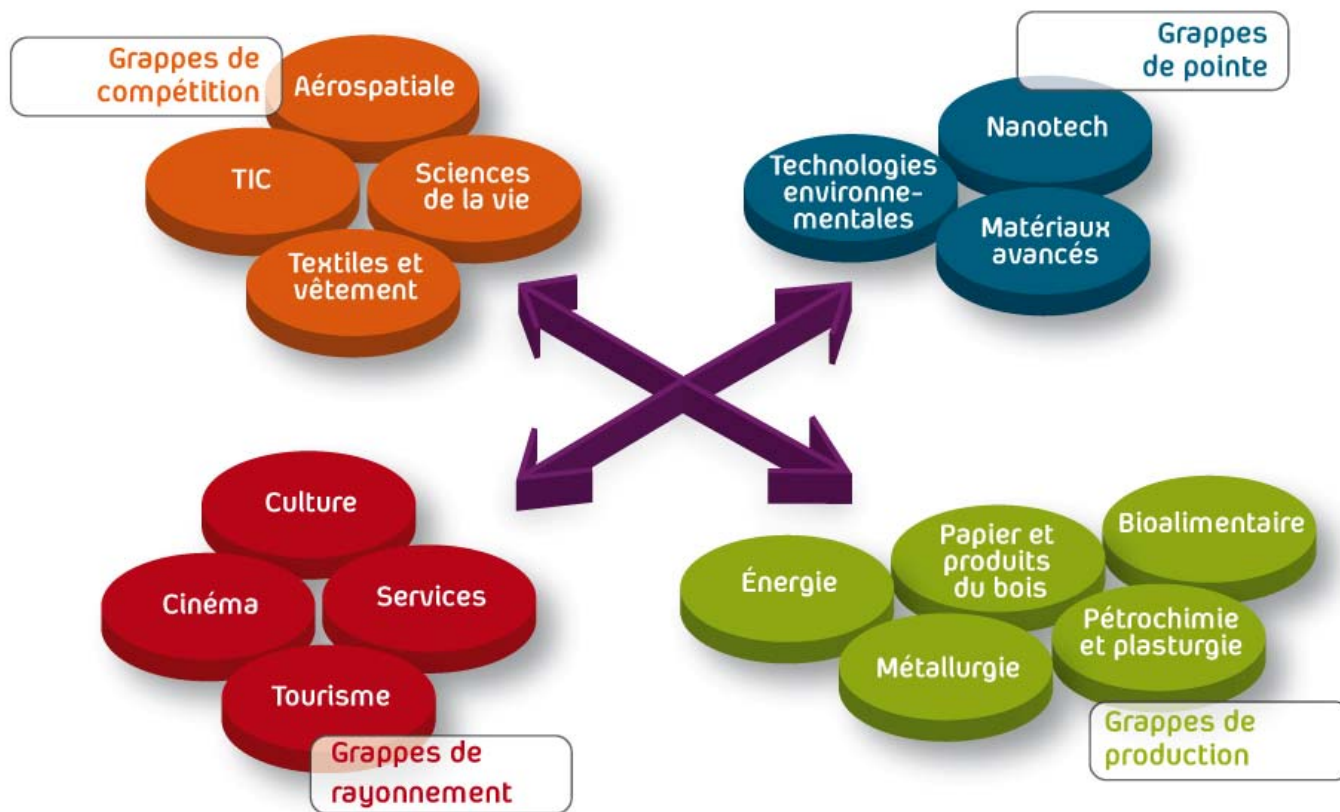 Grappes de
compétition
Aérospatiale
TIC
Sciences
de la vie
Textiles et
vêtement
Grappes
de pointe
Nanotech
Technologies
environne-
mentales
Matériaux
avancés
Culture
Cinéma
Services
Tourisme
Grappes de
rayonnement
Bioalimentaire
Papier et
produits
du bois
Énergie
Pétrochimie
et plasturgie
Métallurgie
Grappes de
production